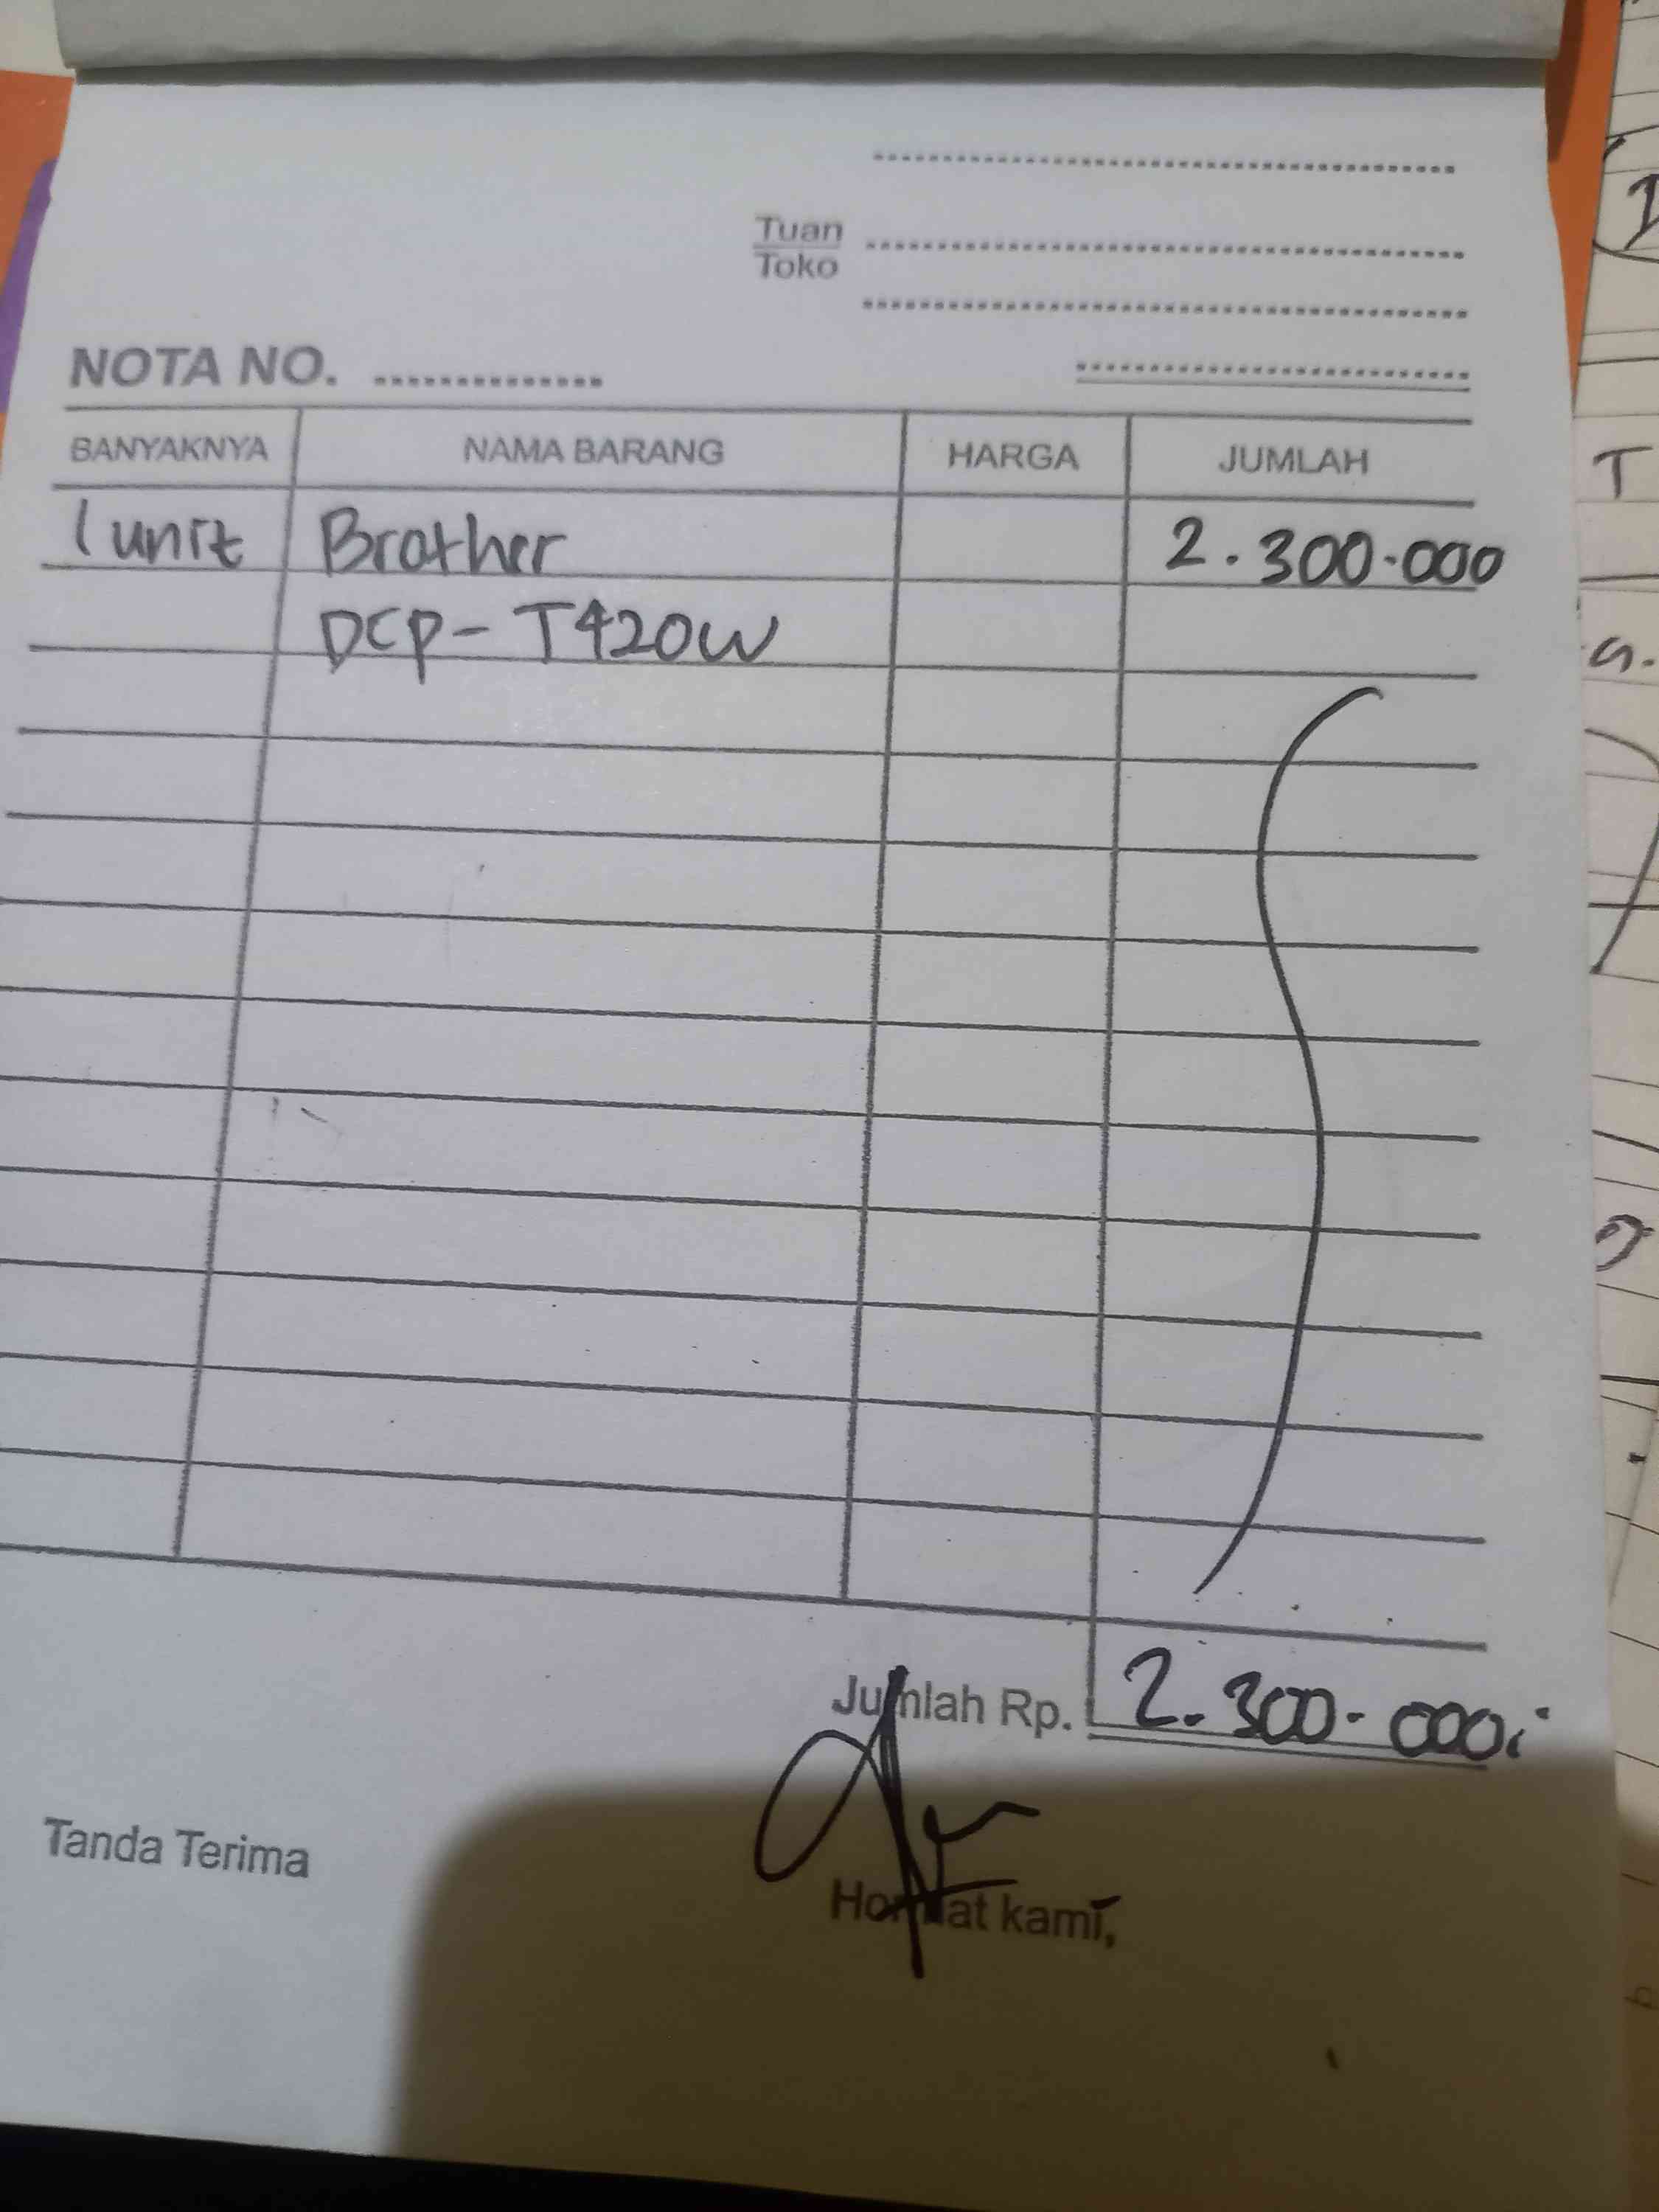 Tuan
Toko
NOTA NO.
BANYAKNYA NAMA BARANG HARGA JUMLAH
1 unit Brother 2.300.000
DCP-T420W
Jumlah Rp. 2.300.000,-
Tanda Terima
Hormat kami,